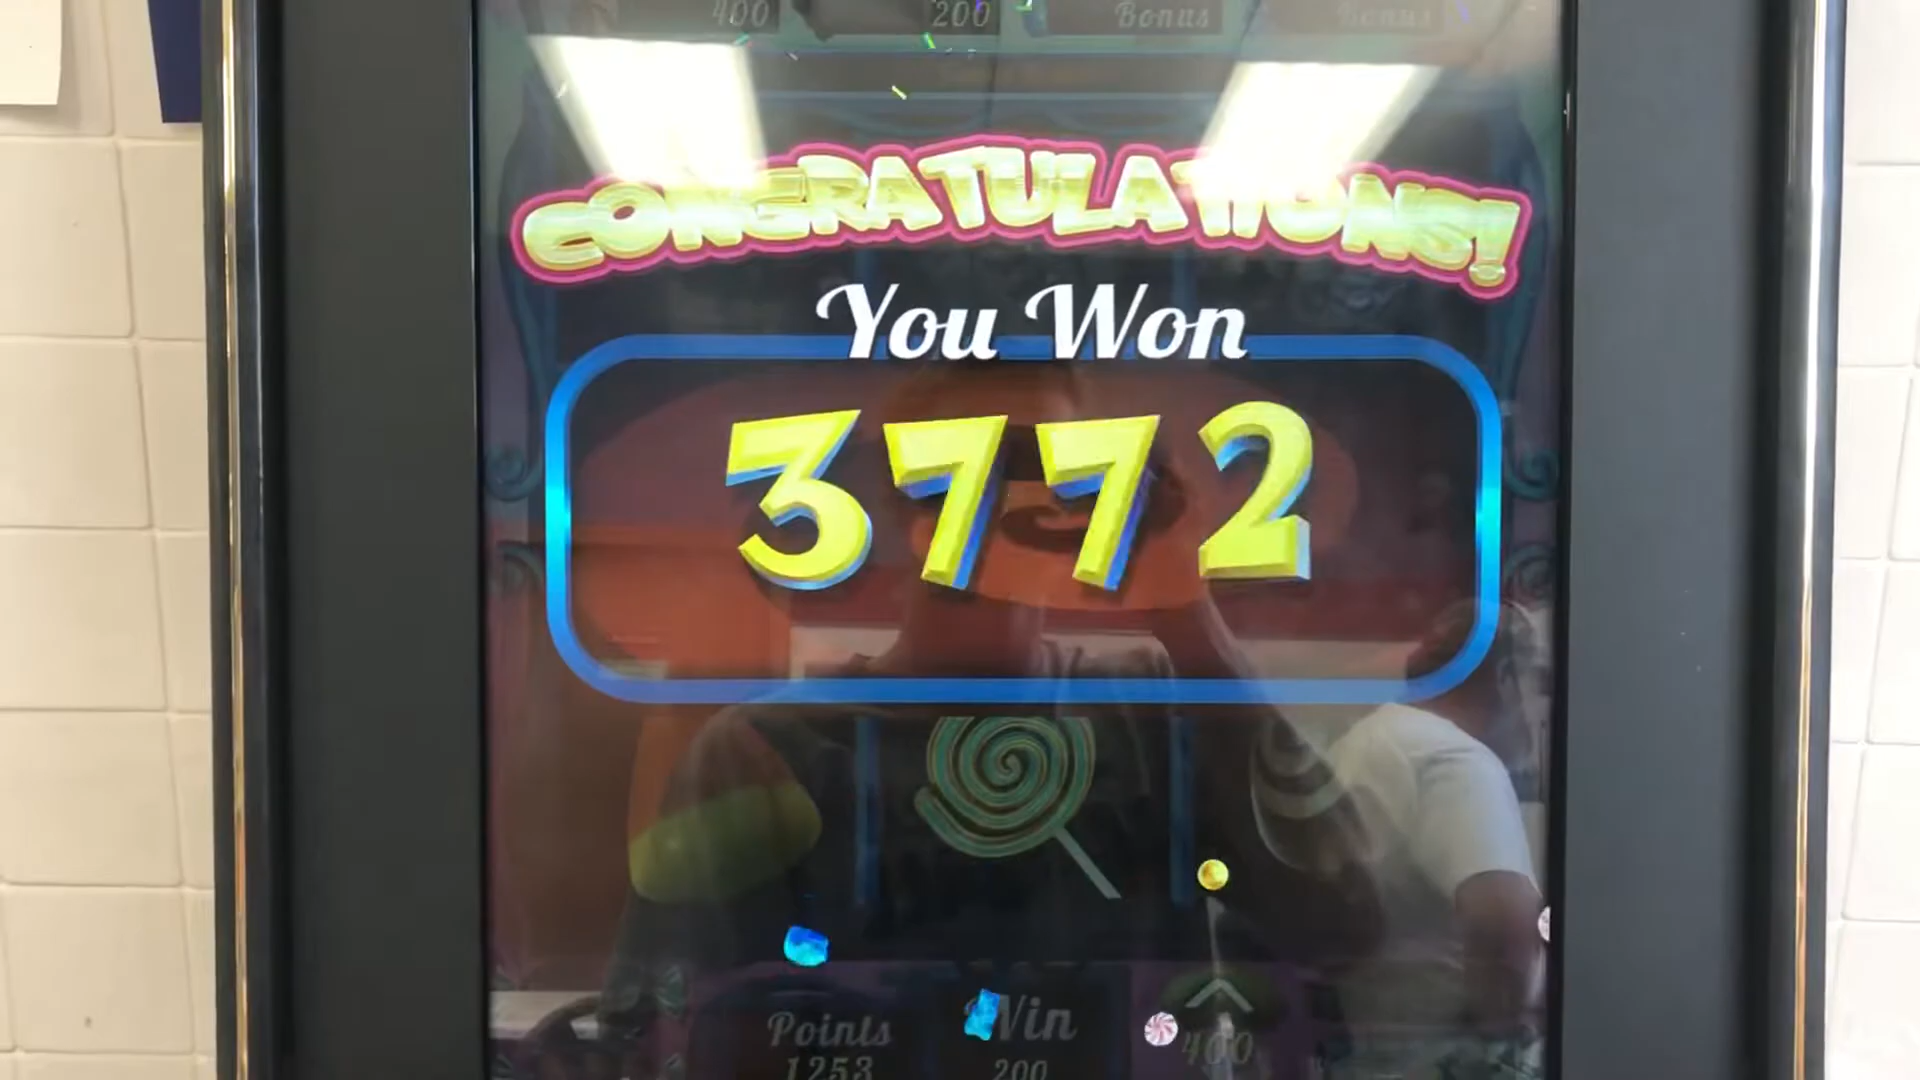 400 200 Bonus Bonus
CONGRATULATIONS!
You Won
3772
Points Win 400
1253 200